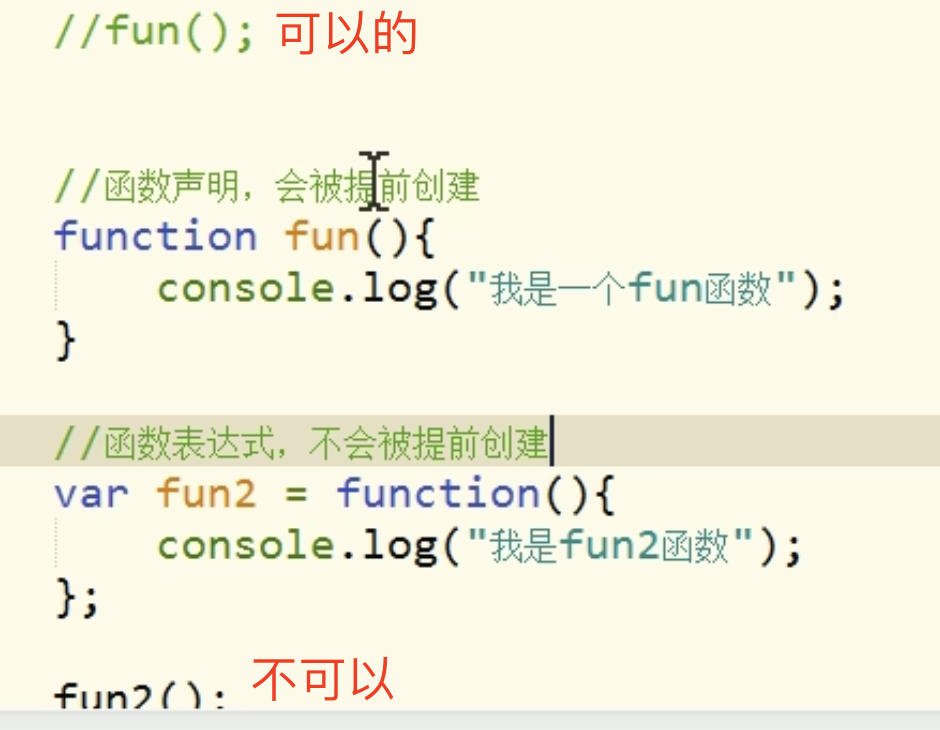 //fun(); 可以的
//函数声明，会被提前创建
function fun(){
console.log("我是一个fun函数");
}
//函数表达式，不会被提前创建
var fun2 = function(){
console.log("我是fun2函数");
};
fun2(); 不可以